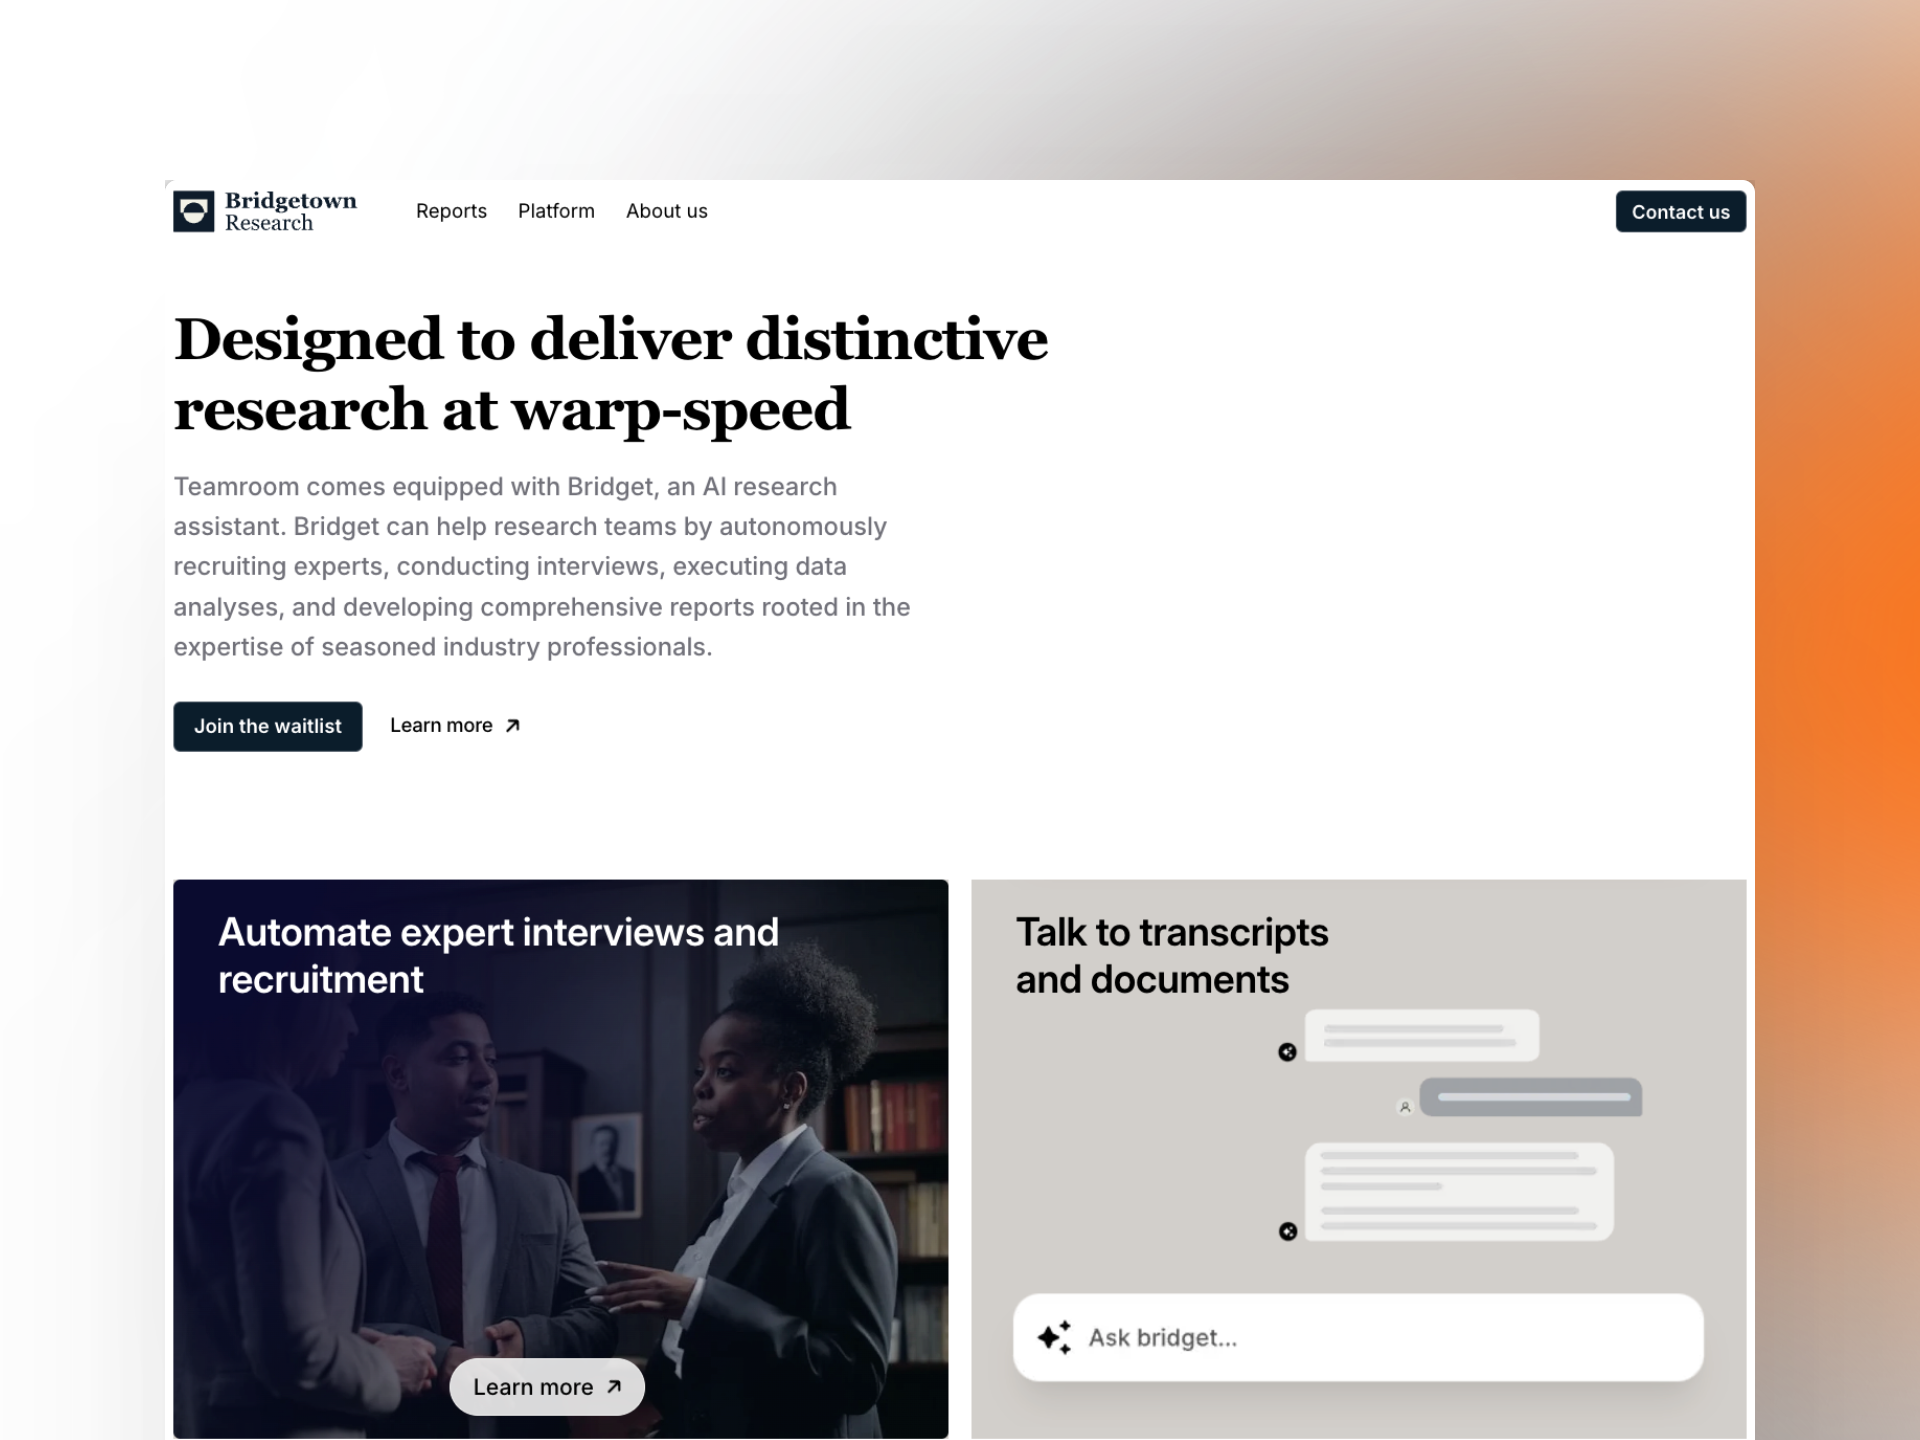 Bridgetown
Research
Reports
Platform
About us
Contact us
Designed to deliver distinctive
research at warp-speed
Teamroom comes equipped with Bridget, an AI research
assistant. Bridget can help research teams by autonomously
recruiting experts, conducting interviews, executing data
analyses, and developing comprehensive reports rooted in the
expertise of seasoned industry professionals.
Join the waitlist
Learn more
Automate expert interviews and
recruitment
Learn more
Talk to transcripts
and documents
Ask bridget...